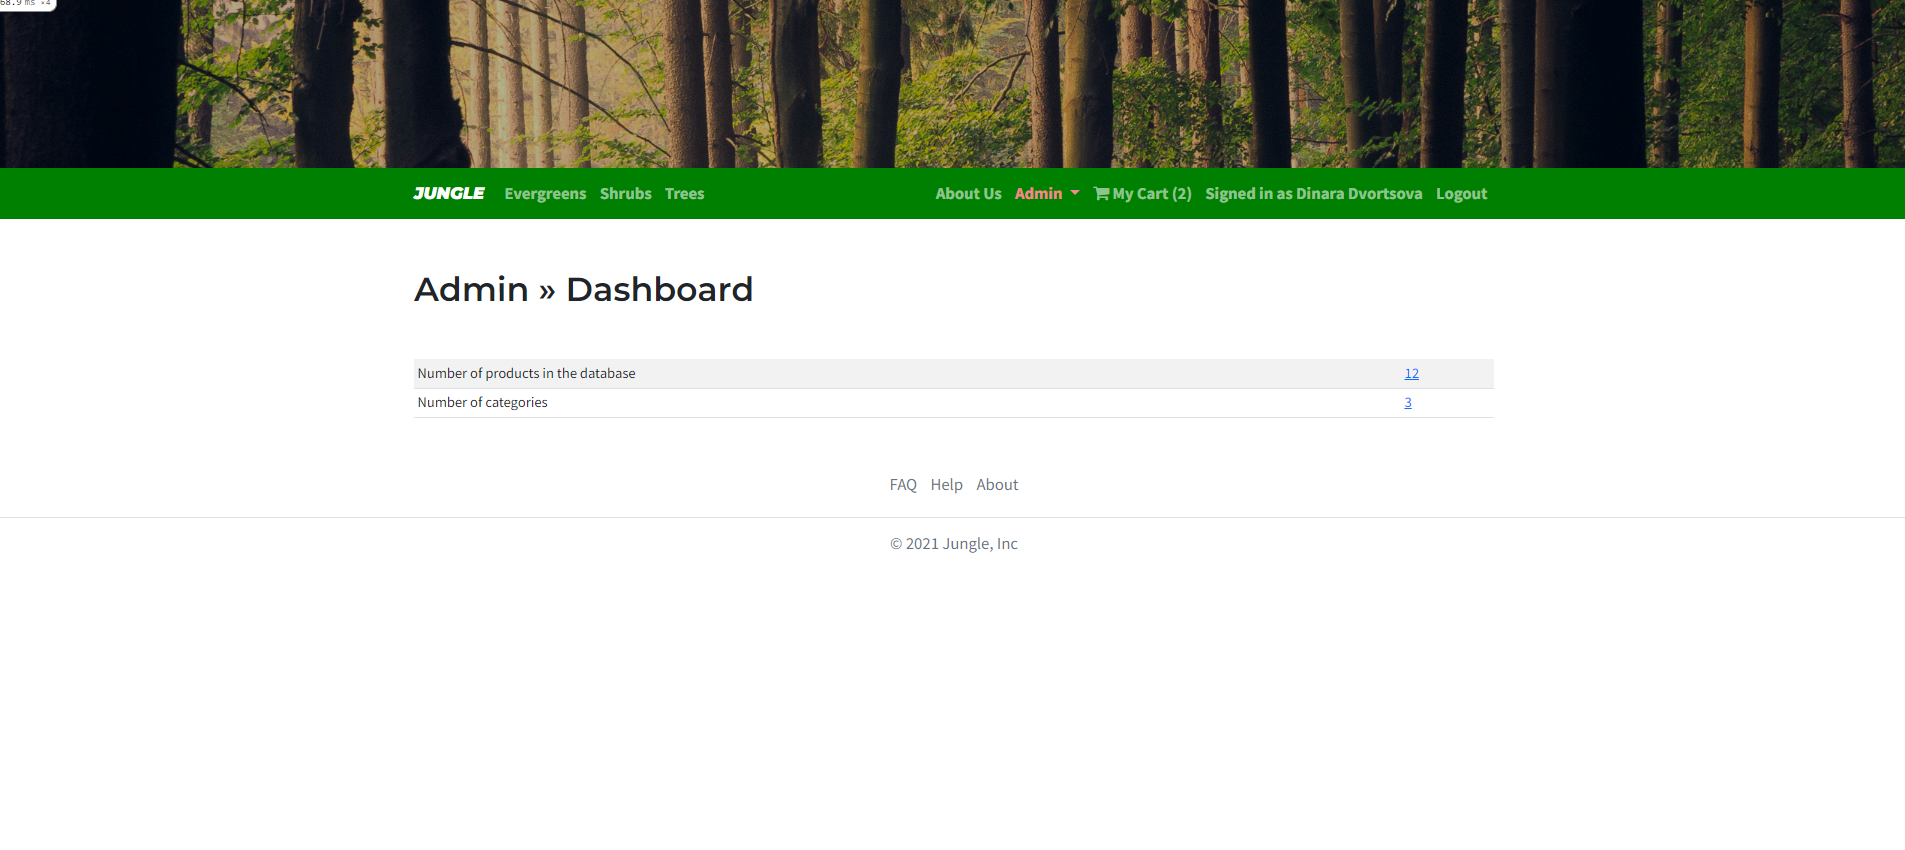 68.9 ms ×4
JUNGLE Evergreens Shrubs Trees About Us Admin My Cart (2) Signed in as Dinara Dvortsova Logout
Admin » Dashboard
Number of products in the database 12
Number of categories 3
FAQ Help About
© 2021 Jungle, Inc